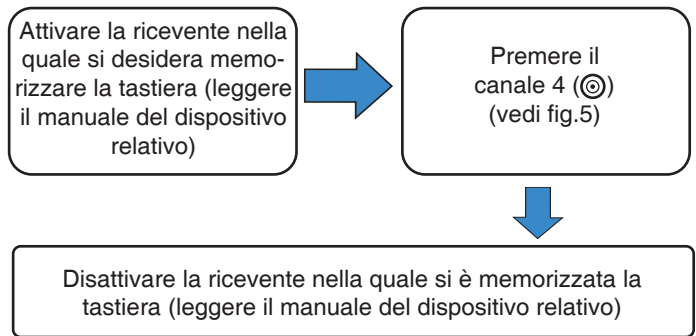 Attivare la ricevente nella
quale si desidera memo-
rizzare la tastiera (leggere
il manuale del dispositivo
relativo)
Premere il
canale 4 (⌾)
(vedi fig.5)
Disattivare la ricevente nella quale si è memorizzata la
tastiera (leggere il manuale del dispositivo relativo)